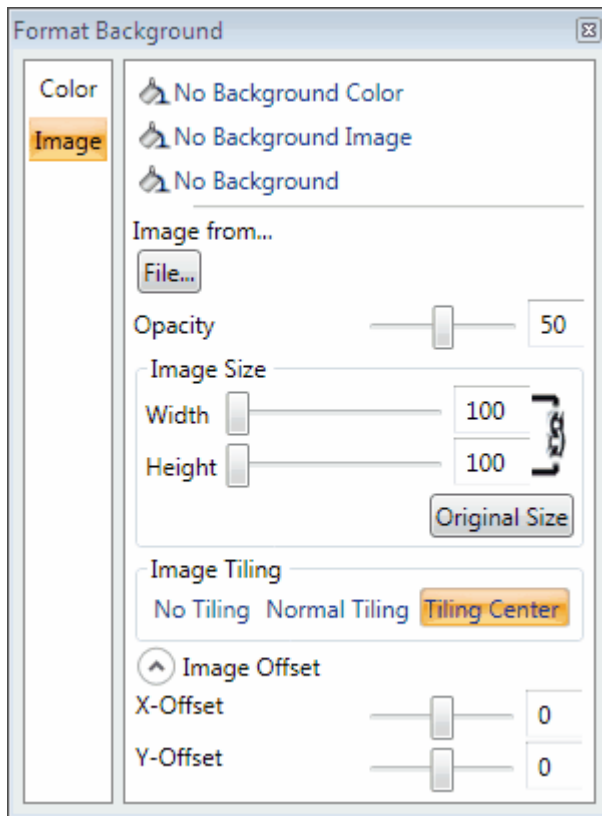 Format Background
Color
Image
No Background Color
No Background Image
No Background
Image from...
File...
Opacity 50
Image Size
Width 100
Height 100
Original Size
Image Tiling
No Tiling Normal Tiling Tiling Center
Image Offset
X-Offset 0
Y-Offset 0